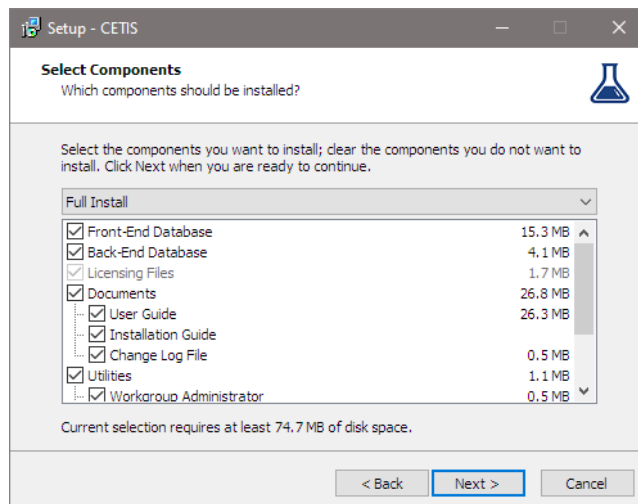 Setup - CETIS
Select Components
Which components should be installed?
Select the components you want to install; clear the components you do not want to
install. Click Next when you are ready to continue.
Full Install
Front-End Database 15.3 MB
Back-End Database 4.1 MB
Licensing Files 1.7 MB
Documents 26.8 MB
User Guide 26.3 MB
Installation Guide
Change Log File 0.5 MB
Utilities 1.1 MB
Workgroup Administrator 0.5 MB
Current selection requires at least 74.7 MB of disk space.
< Back Next > Cancel